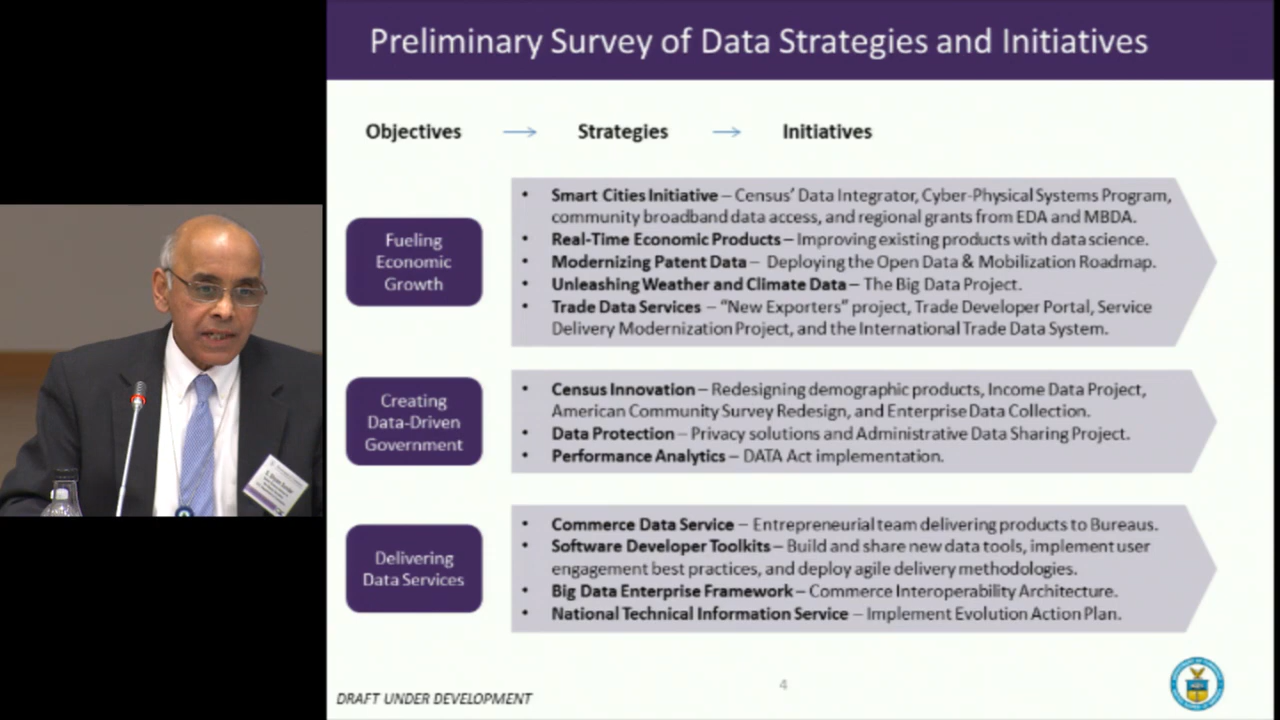 Preliminary Survey of Data Strategies and Initiatives
Objectives → Strategies → Initiatives
Fueling
Economic
Growth
• Smart Cities Initiative – Census’ Data Integrator, Cyber-Physical Systems Program,
community broadband data access, and regional grants from EDA and MBDA.
• Real-Time Economic Products – Improving existing products with data science.
• Modernizing Patent Data – Deploying the Open Data & Mobilization Roadmap.
• Unleashing Weather and Climate Data – The Big Data Project.
• Trade Data Services – “New Exporters” project, Trade Developer Portal, Service
Delivery Modernization Project, and the International Trade Data System.
Creating
Data-Driven
Government
• Census Innovation – Redesigning demographic products, Income Data Project,
American Community Survey Redesign, and Enterprise Data Collection.
• Data Protection – Privacy solutions and Administrative Data Sharing Project.
• Performance Analytics – DATA Act implementation.
Delivering
Data Services
• Commerce Data Service – Entrepreneurial team delivering products to Bureaus.
• Software Developer Toolkits – Build and share new data tools, implement user
engagement best practices, and deploy agile delivery methodologies.
• Big Data Enterprise Framework – Commerce Interoperability Architecture.
• National Technical Information Service – Implement Evolution Action Plan.
DRAFT UNDER DEVELOPMENT
4